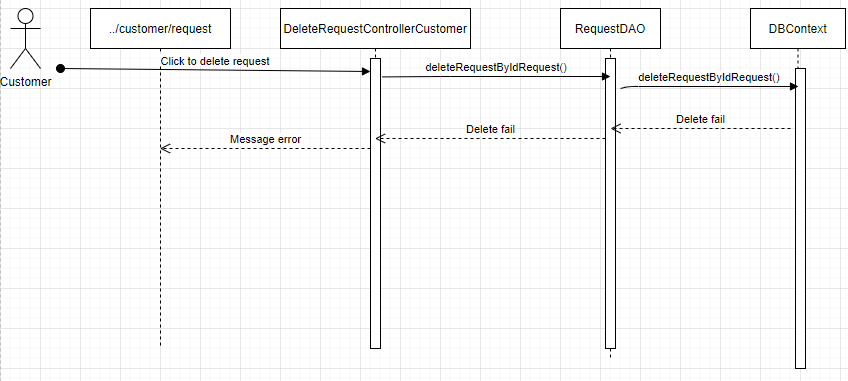 ../customer/request
DeleteRequestControllerCustomer
RequestDAO
DBContext
Customer
Click to delete request
deleteRequestByIdRequest()
deleteRequestByIdRequest()
Delete fail
Delete fail
Message error